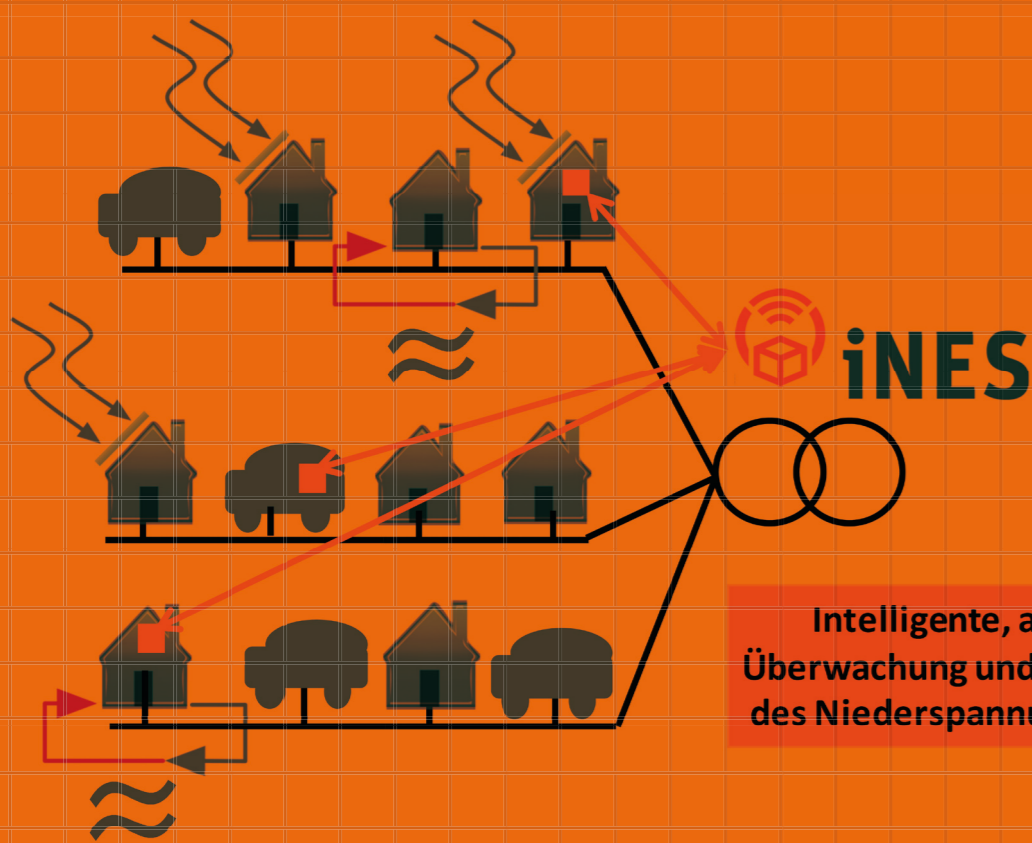 iNES
Intelligente, a
Überwachung und
des Niederspannu